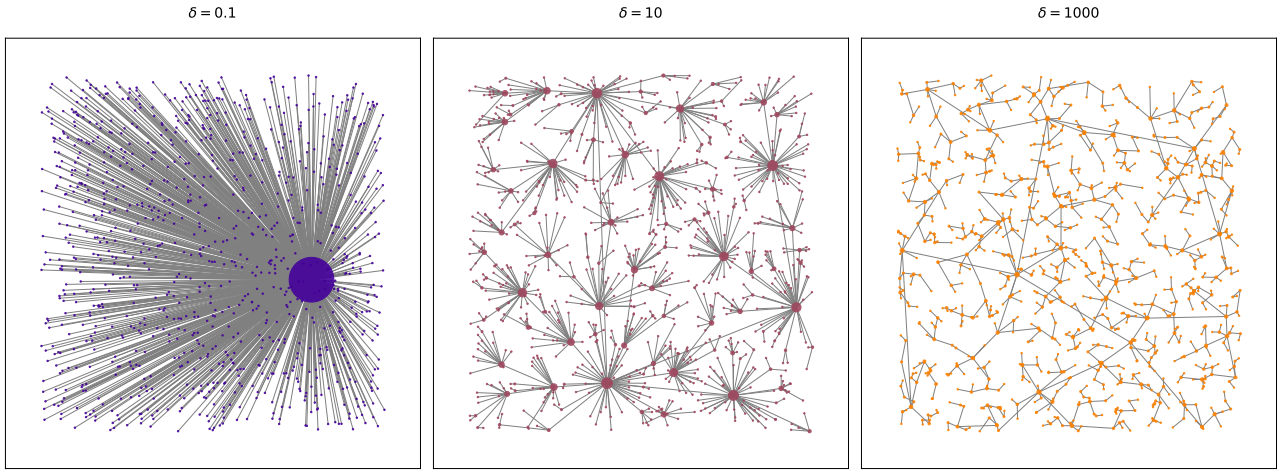 δ = 0.1
δ = 10
δ = 1000